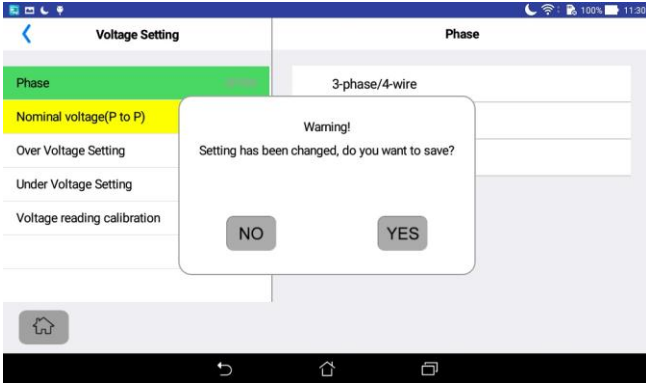 100% 11:30
Voltage Setting
Phase
Phase
3-phase/4-wire
Nominal voltage(P to P)
Warning!
Over Voltage Setting
Setting has been changed, do you want to save?
Under Voltage Setting
Voltage reading calibration
NO
YES